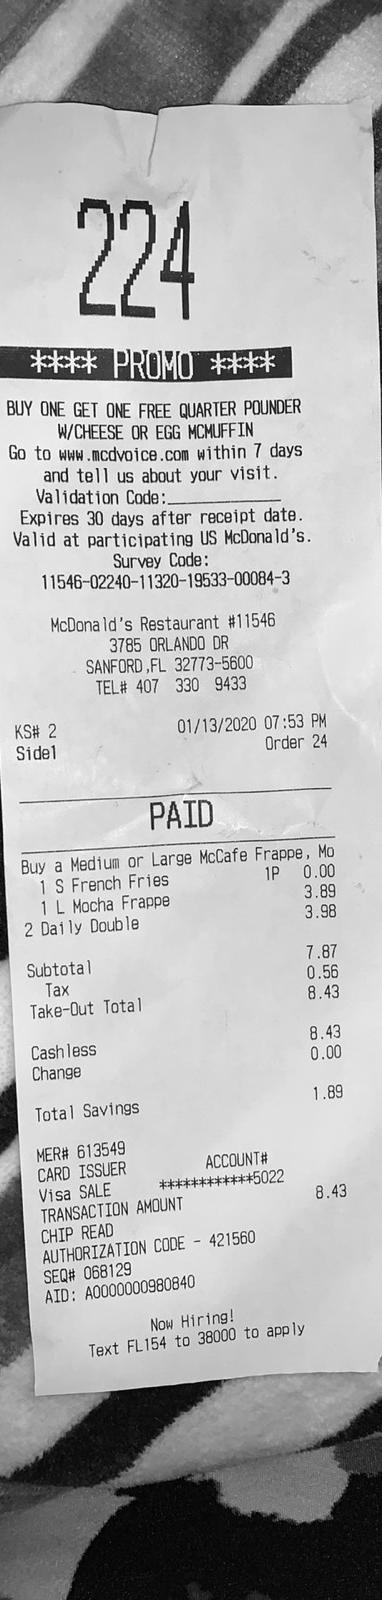 224
**** PROMO ****
BUY ONE GET ONE FREE QUARTER POUNDER
W/CHEESE OR EGG MCMUFFIN
Go to www.mcdvoice.com within 7 days
and tell us about your visit.
Validation Code:____________
Expires 30 days after receipt date.
Valid at participating US McDonald's.
Survey Code:
11546-02240-11320-19533-00084-3
McDonald's Restaurant #11546
3785 ORLANDO DR
SANFORD,FL 32773-5600
TEL# 407 330 9433
KS# 2 01/13/2020 07:53 PM
Side1 Order 24
PAID
Buy a Medium or Large McCafe Frappe, Mo
1 S French Fries 1P 0.00
1 L Mocha Frappe 3.89
2 Daily Double 3.98
Subtotal 7.87
Tax 0.56
Take-Out Total 8.43
Cashless 8.43
Change 0.00
Total Savings 1.89
MER# 613549
CARD ISSUER ACCOUNT#
Visa SALE ************5022
TRANSACTION AMOUNT 8.43
CHIP READ
AUTHORIZATION CODE - 421560
SEQ# 068129
AID: A0000000980840
Now Hiring!
Text FL154 to 38000 to apply